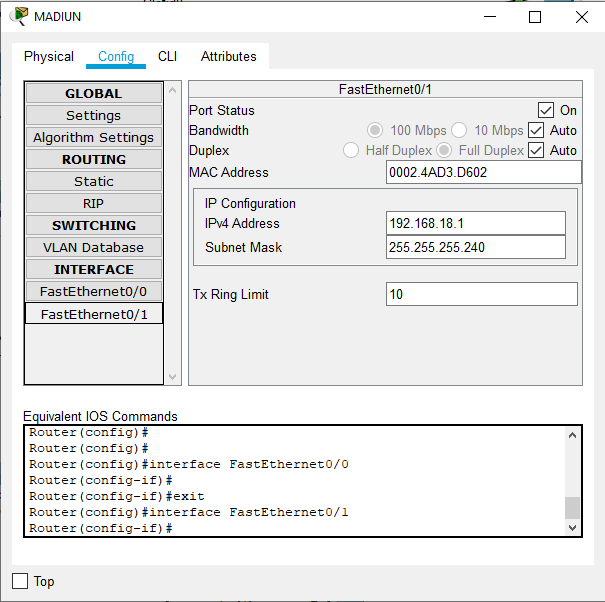 MADIUN
Physical Config CLI Attributes
GLOBAL
Settings
Algorithm Settings
ROUTING
Static
RIP
SWITCHING
VLAN Database
INTERFACE
FastEthernet0/0
FastEthernet0/1
FastEthernet0/1
Port Status On
Bandwidth 100 Mbps 10 Mbps Auto
Duplex Half Duplex Full Duplex Auto
MAC Address 0002.4AD3.D602
IP Configuration
IPv4 Address 192.168.18.1
Subnet Mask 255.255.255.240
Tx Ring Limit 10
Equivalent IOS Commands
Router(config)#
Router(config)#
Router(config)#interface FastEthernet0/0
Router(config-if)#
Router(config-if)#exit
Router(config)#interface FastEthernet0/1
Router(config-if)#
Top